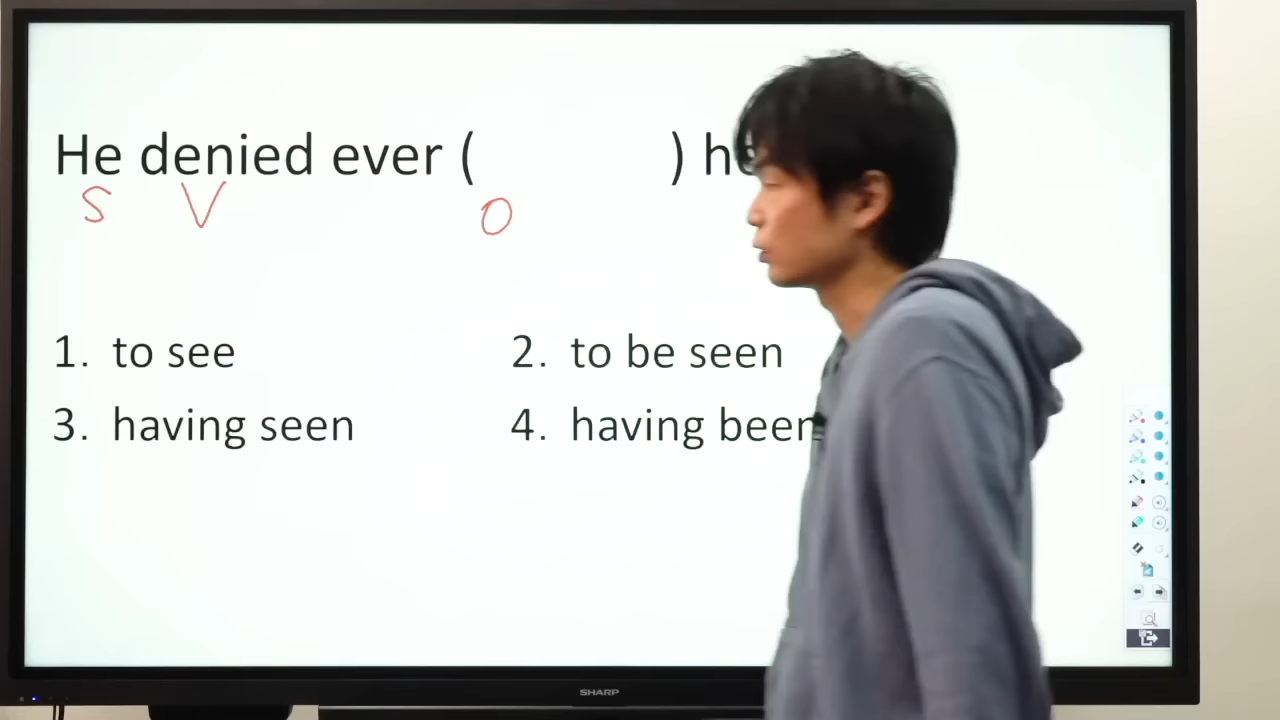 He denied ever ( )
S V O
1. to see 2. to be seen
3. having seen 4. having been
SHARP